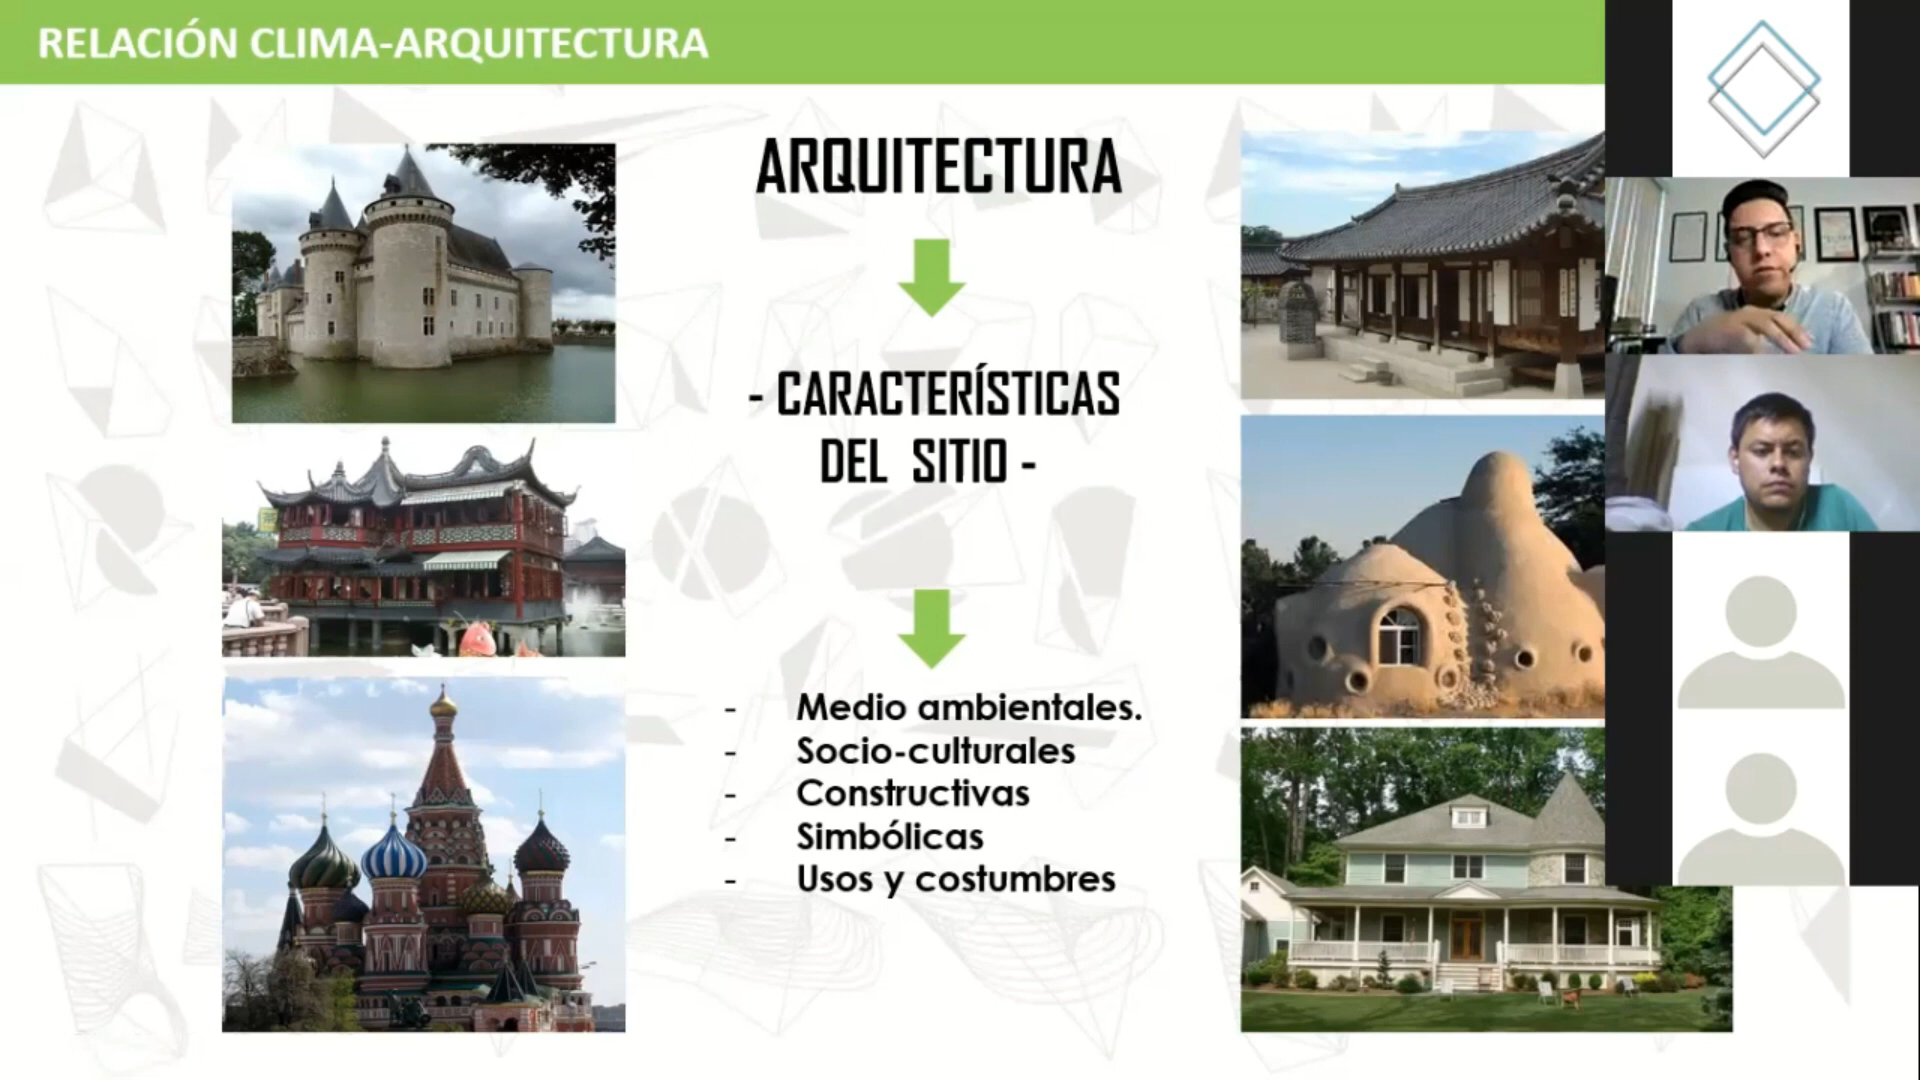 RELACIÓN CLIMA-ARQUITECTURA
ARQUITECTURA
- CARACTERÍSTICAS
DEL SITIO -
- Medio ambientales.
- Socio-culturales
- Constructivas
- Simbólicas
- Usos y costumbres